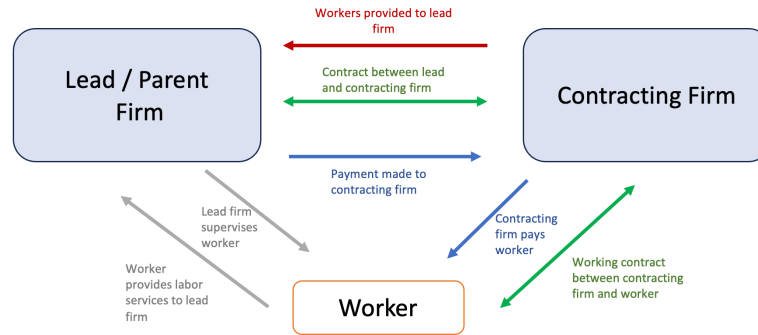 Workers provided to lead
firm
Lead / Parent
Firm
Contract between lead
and contracting firm
Contracting Firm
Payment made to
contracting firm
Lead firm
supervises
worker
Contracting
firm pays
worker
Worker
provides labor
services to lead
firm
Working contract
between contracting
firm and worker
Worker